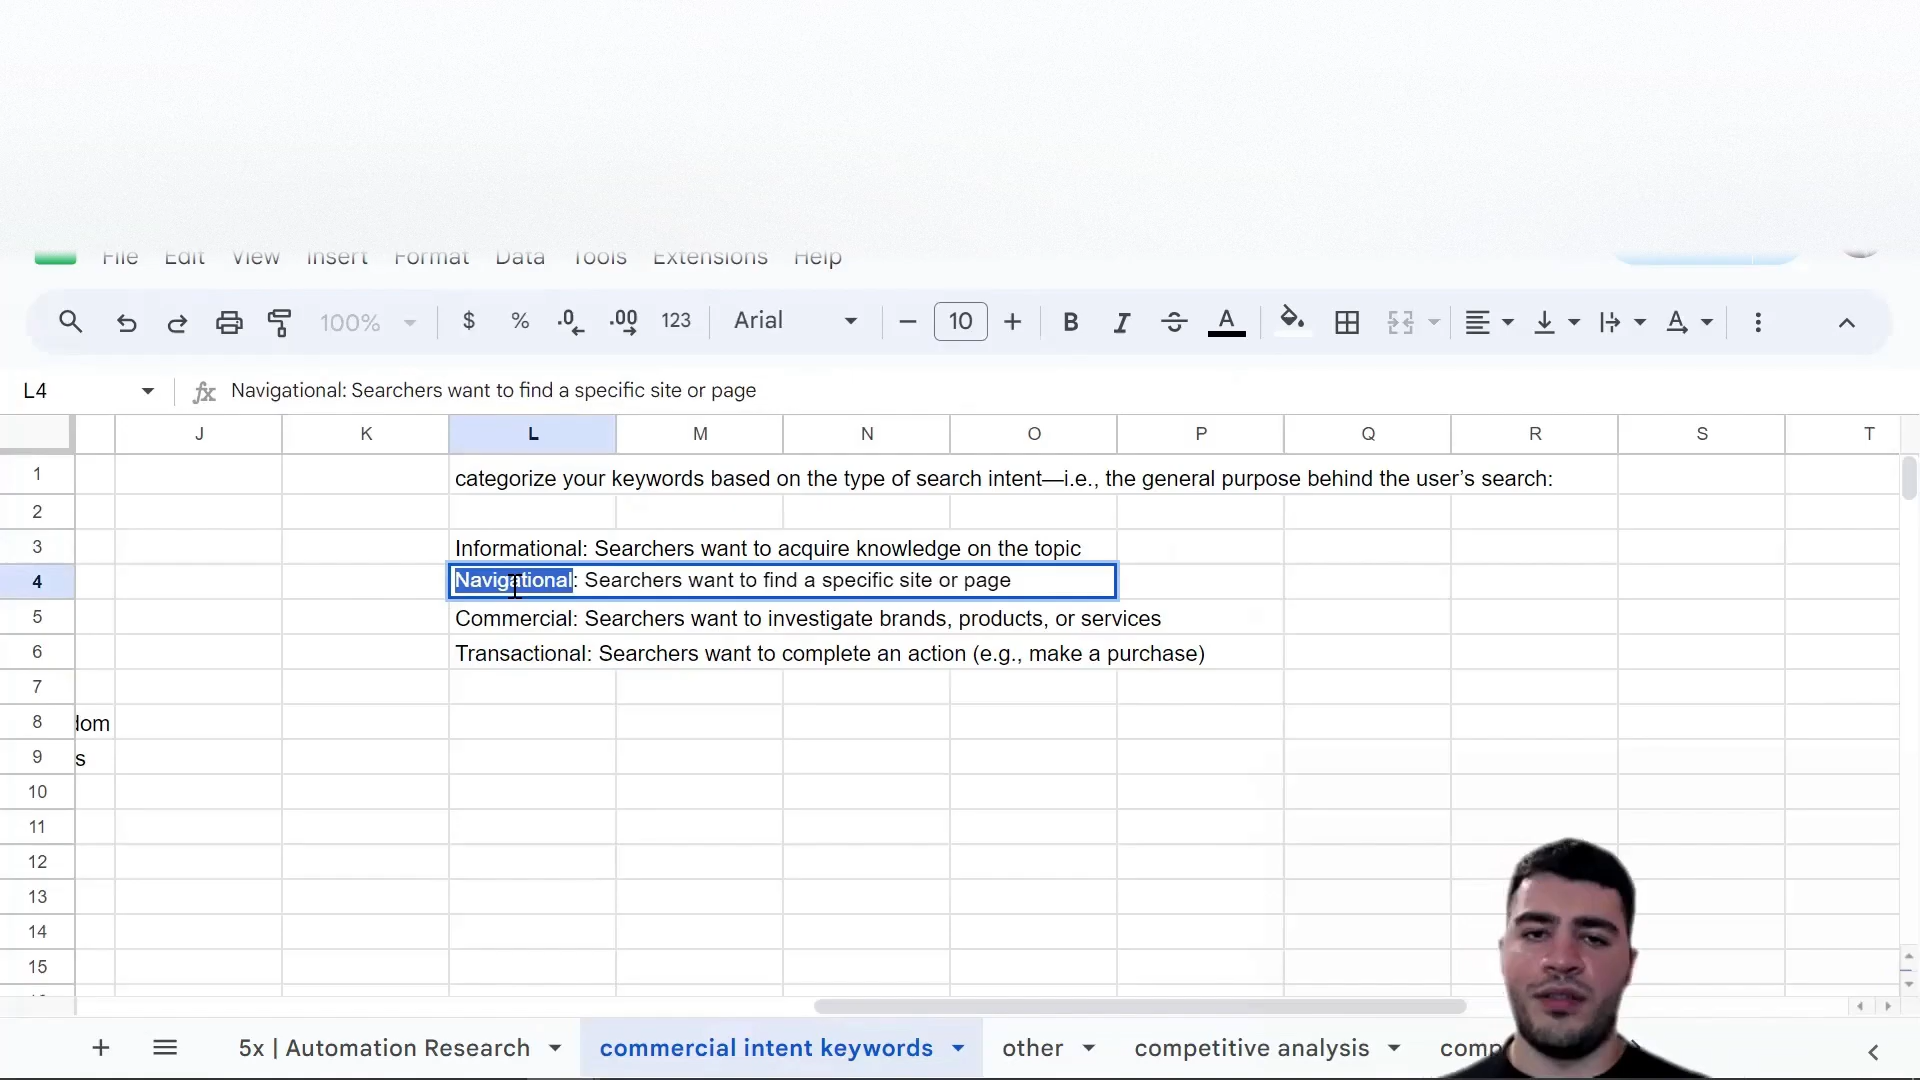 File Edit View Insert Format Data Tools Extensions Help
100% $ % .0 .00 123 Arial 10 B I A A
L4 fx Navigational: Searchers want to find a specific site or page
J K L M N O P Q R S T
1 categorize your keywords based on the type of search intent—i.e., the general purpose behind the user’s search:
2
3 Informational: Searchers want to acquire knowledge on the topic
4 Navigational: Searchers want to find a specific site or page
5 Commercial: Searchers want to investigate brands, products, or services
6 Transactional: Searchers want to complete an action (e.g., make a purchase)
7
8 dom
9 s
10
11
12
13
14
15
5x | Automation Research commercial intent keywords other competitive analysis comp